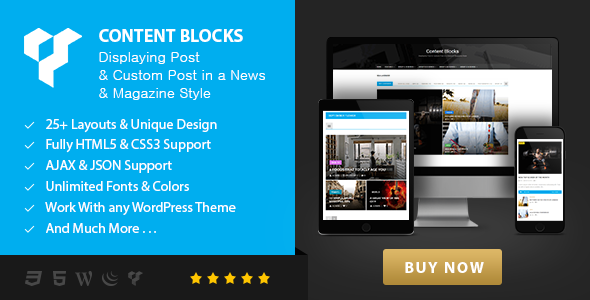 CONTENT BLOCKS
Displaying Post
& Custom Post in a News
& Magazine Style
25+ Layouts & Unique Design
Fully HTML5 & CSS3 Support
AJAX & JSON Support
Unlimited Fonts & Colors
Work With any WordPress Theme
And Much More . . .
Content Blocks
BUY NOW